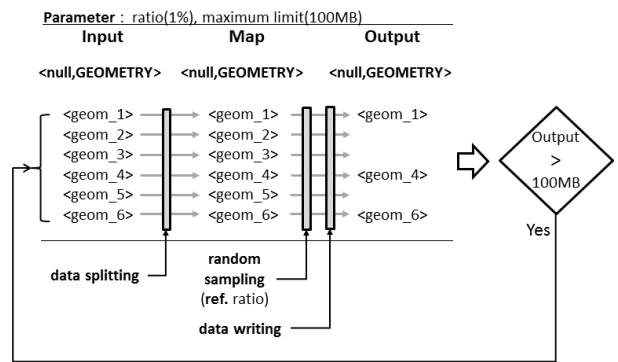 Parameter : ratio(1%), maximum limit(100MB)
Input Map Output
<null,GEOMETRY> <null,GEOMETRY> <null,GEOMETRY>
<geom_1> <geom_1> <geom_1>
<geom_2> <geom_2>
<geom_3> <geom_3>
<geom_4> <geom_4> <geom_4>
<geom_5> <geom_5>
<geom_6> <geom_6> <geom_6>
Output
>
100MB
Yes
data splitting
random
sampling
(ref. ratio)
data writing